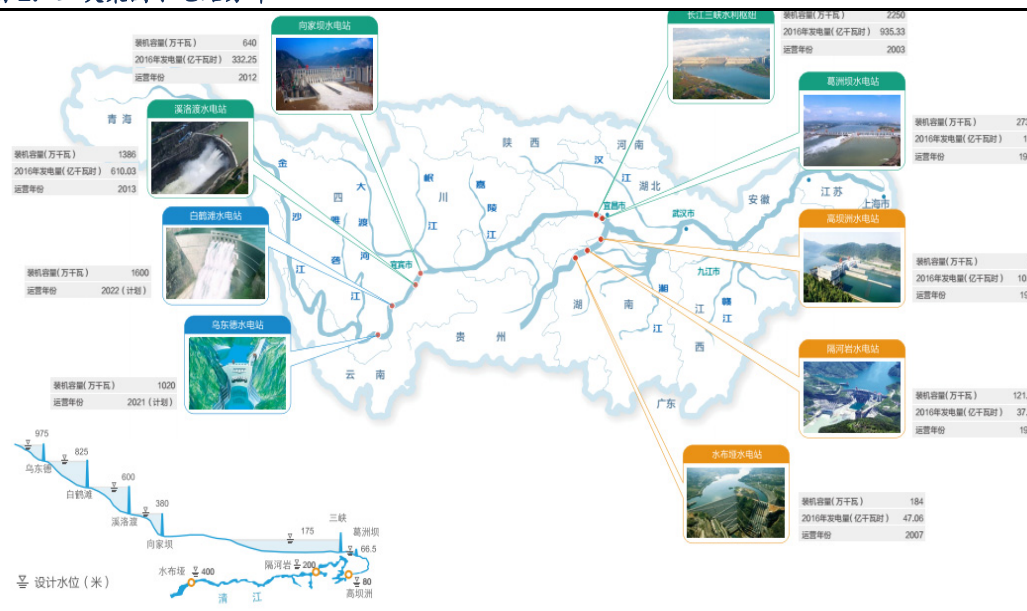 向家坝水电站
装机容量(万千瓦) 640
2016年发电量(亿千瓦时) 332.25
运营年份 2012
长江三峡水利枢纽
装机容量(万千瓦) 2250
2016年发电量(亿千瓦时) 935.33
运营年份 2003
溪洛渡水电站
装机容量(万千瓦) 1386
2016年发电量(亿千瓦时) 610.03
运营年份 2013
葛洲坝水电站
装机容量(万千瓦)
2016年发电量(亿千瓦时)
运营年份
白鹤滩水电站
装机容量(万千瓦) 1600
运营年份 2022(计划)
高坝洲水电站
装机容量(万千瓦)
2016年发电量(亿千瓦时)
运营年份
乌东德水电站
装机容量(万千瓦) 1020
运营年份 2021(计划)
隔河岩水电站
装机容量(万千瓦)
2016年发电量(亿千瓦时)
运营年份
水布垭水电站
装机容量(万千瓦) 184
2016年发电量(亿千瓦时) 47.06
运营年份 2007
青海
陕西
河南
四川
湖北
安徽
江苏
上海市
宜昌市
武汉市
九江市
宜宾市
贵州
云南
湖南
江西
广东
金沙江
雅砻江
大渡河
岷江
嘉陵江
汉江
湘江
赣江
975
乌东德
825
白鹤滩
600
溪洛渡
380
向家坝
175
三峡
葛洲坝
66.5
水布垭
400
隔河岩
200
80
高坝洲
清江
设计水位(米)